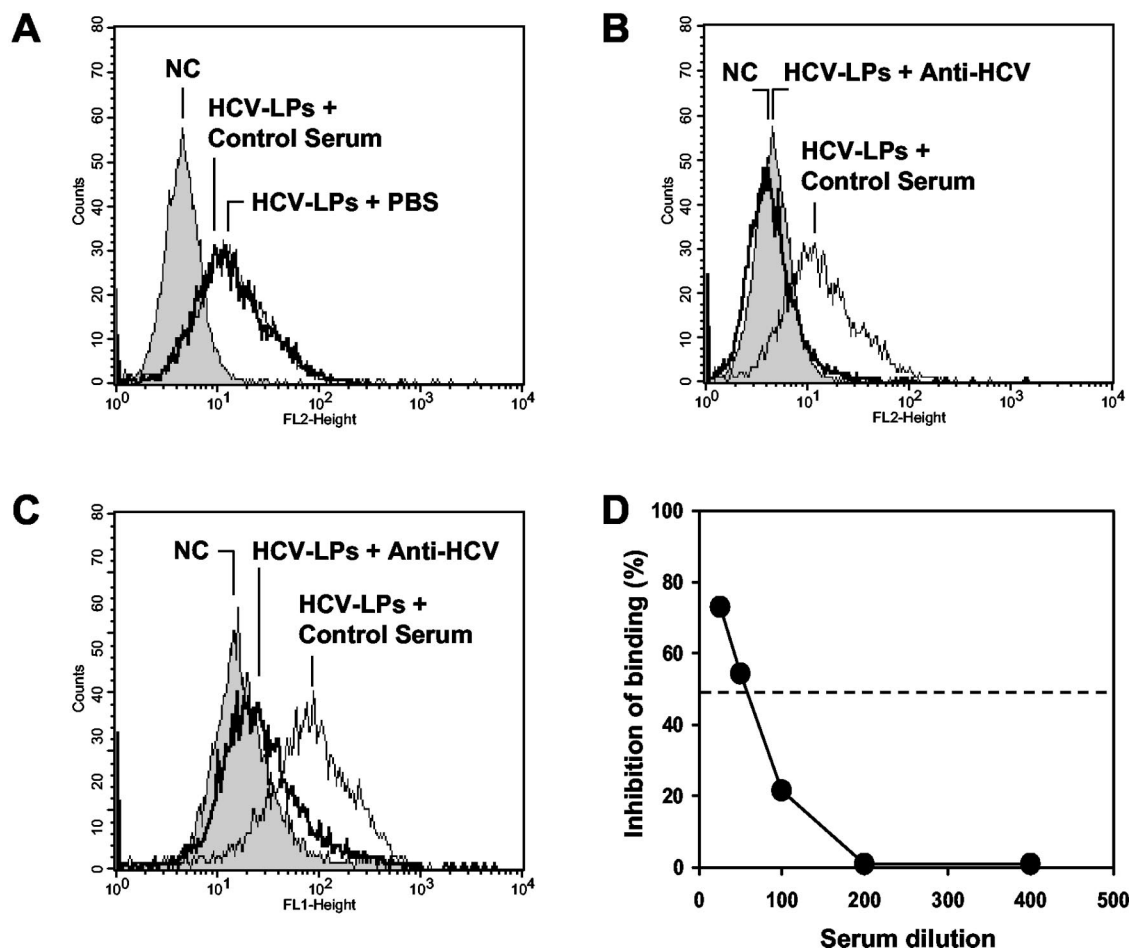 A
80
70
60
50
40
30
20
10
0
Counts
NC
HCV-LPs +
Control Serum
HCV-LPs + PBS
10^0 10^1 10^2 10^3 10^4
FL2-Height
B
80
70
60
50
40
30
20
10
0
Counts
NC HCV-LPs + Anti-HCV
HCV-LPs +
Control Serum
10^0 10^1 10^2 10^3 10^4
FL2-Height
C
80
70
60
50
40
30
20
10
0
Counts
NC HCV-LPs + Anti-HCV
HCV-LPs +
Control Serum
10^0 10^1 10^2 10^3 10^4
FL1-Height
D
100
80
60
40
20
0
Inhibition of binding (%)
0 100 200 300 400 500
Serum dilution